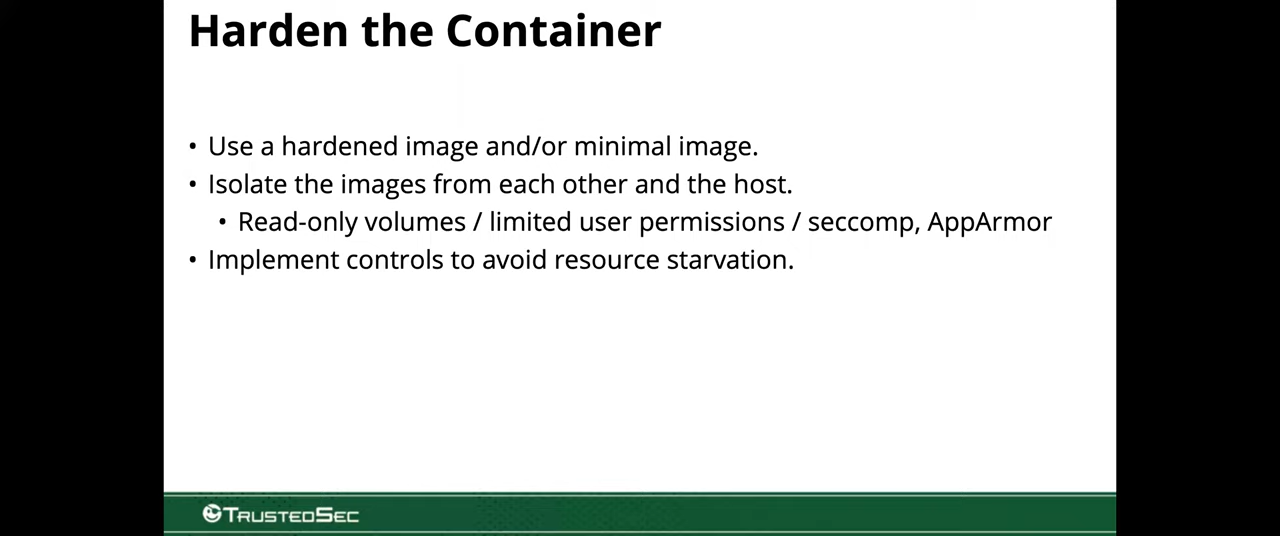 Harden the Container
• Use a hardened image and/or minimal image.
• Isolate the images from each other and the host.
• Read-only volumes / limited user permissions / seccomp, AppArmor
• Implement controls to avoid resource starvation.
TRUSTEDSEC